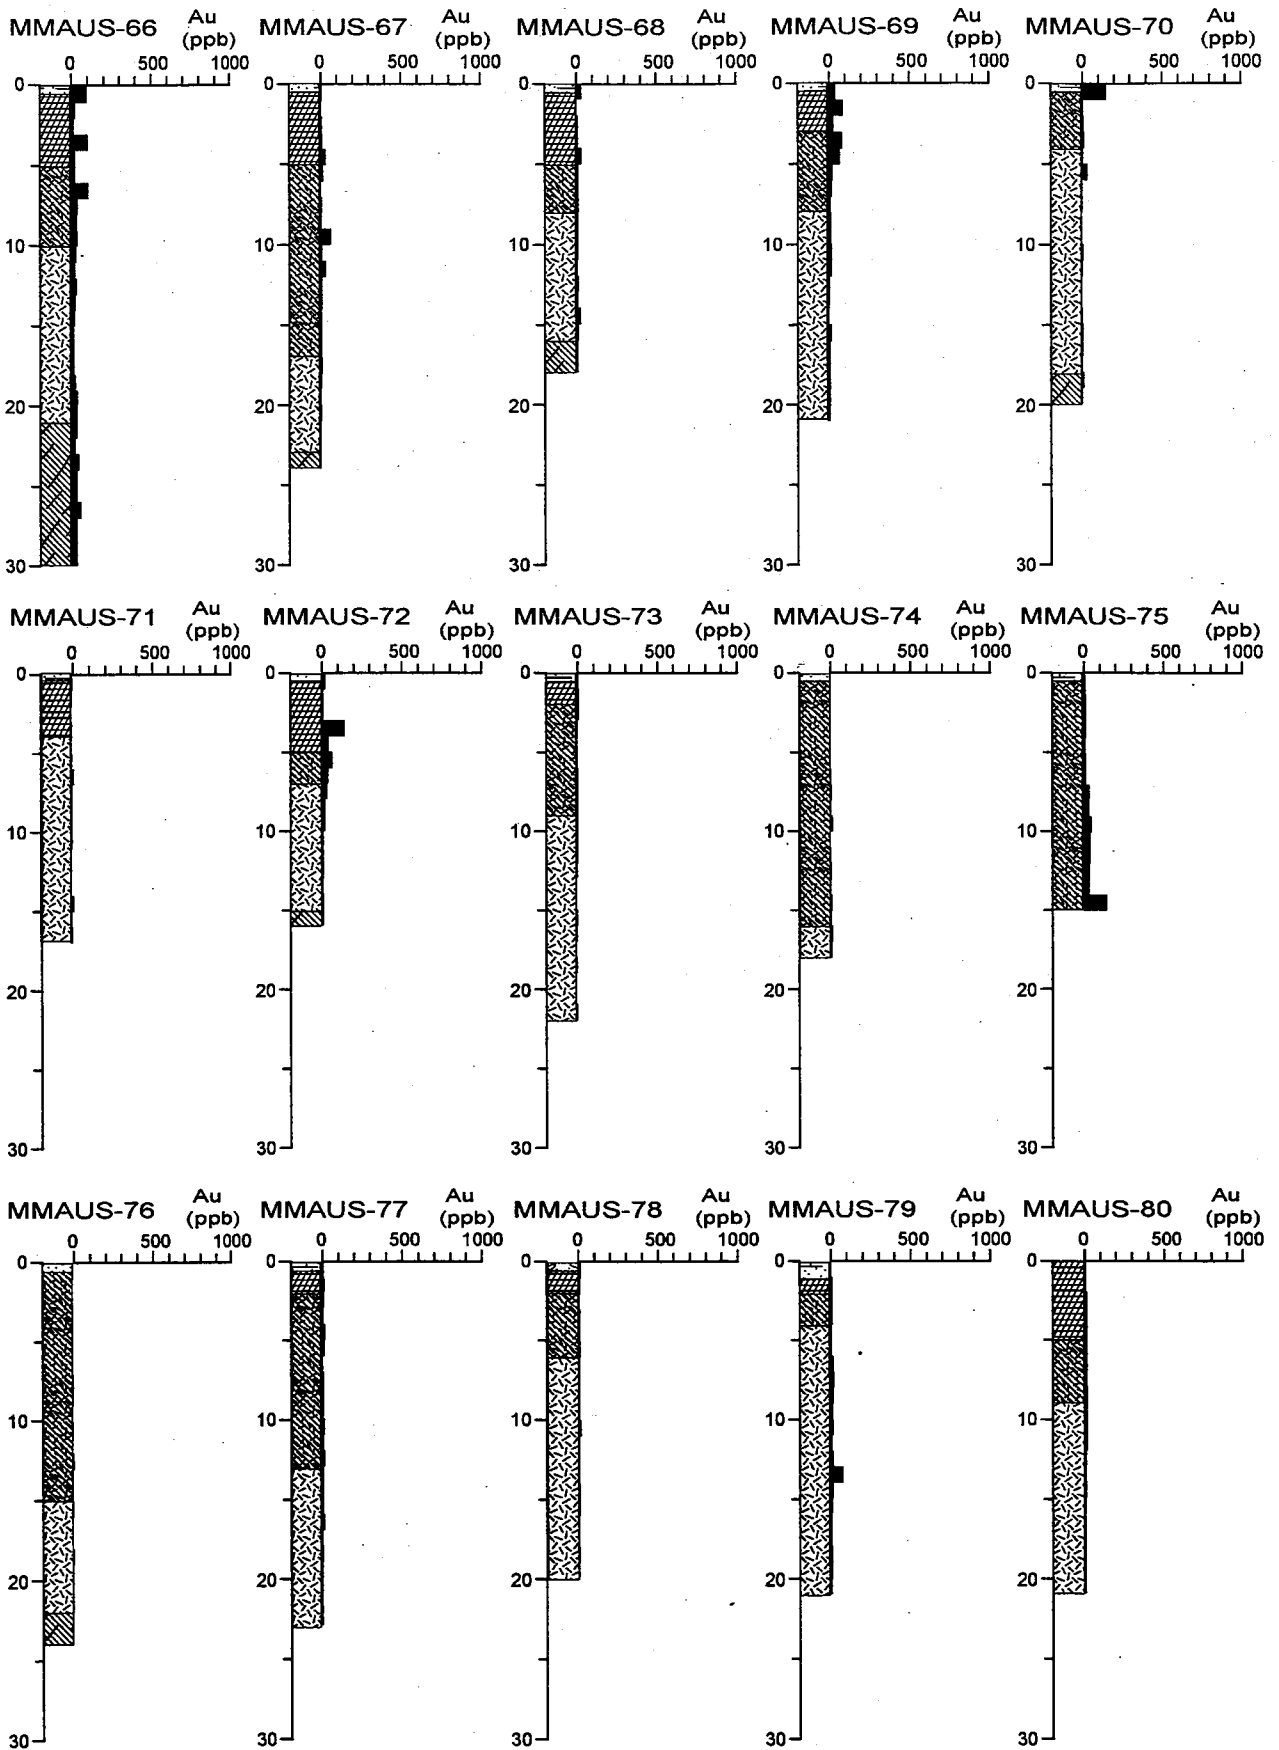 MMAUS-66 Au (ppb) MMAUS-67 Au (ppb) MMAUS-68 Au (ppb) MMAUS-69 Au (ppb) MMAUS-70 Au (ppb)
0 500 1000 0 500 1000 0 500 1000 0 500 1000 0 500 1000
0 0 0 0 0
10 10 10 10 10
20 20 20 20 20
30 30 30 30 30
MMAUS-71 Au (ppb) MMAUS-72 Au (ppb) MMAUS-73 Au (ppb) MMAUS-74 Au (ppb) MMAUS-75 Au (ppb)
0 500 1000 0 500 1000 0 500 1000 0 500 1000 0 500 1000
0 0 0 0 0
10 10 10 10 10
20 20 20 20 20
30 30 30 30 30
MMAUS-76 Au (ppb) MMAUS-77 Au (ppb) MMAUS-78 Au (ppb) MMAUS-79 Au (ppb) MMAUS-80 Au (ppb)
0 500 1000 0 500 1000 0 500 1000 0 500 1000 0 500 1000
0 0 0 0 0
10 10 10 10 10
20 20 20 20 20
30 30 30 30 30